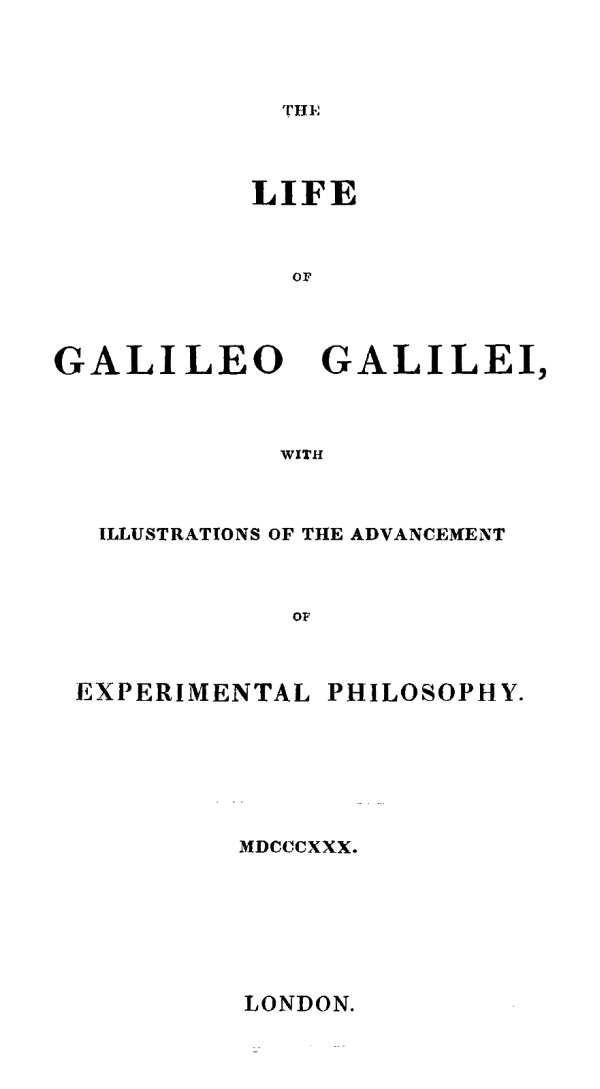 THE
LIFE
OF
GALILEO GALILEI,
WITH
ILLUSTRATIONS OF THE ADVANCEMENT
OF
EXPERIMENTAL PHILOSOPHY.
MDCCCXXX.
LONDON.